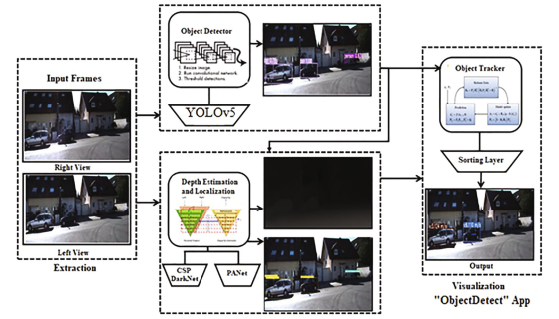 Input Frames
Right View
Left View
Extraction
Object Detector
1. Resize image
2. Run convolutional network.
3. Threshold detections
YOLOv5
Depth Estimation
and Localization
CSP
DarkNet
PANet
Object Tracker
Sorting Layer
Output
Visualization
"ObjectDetect" App